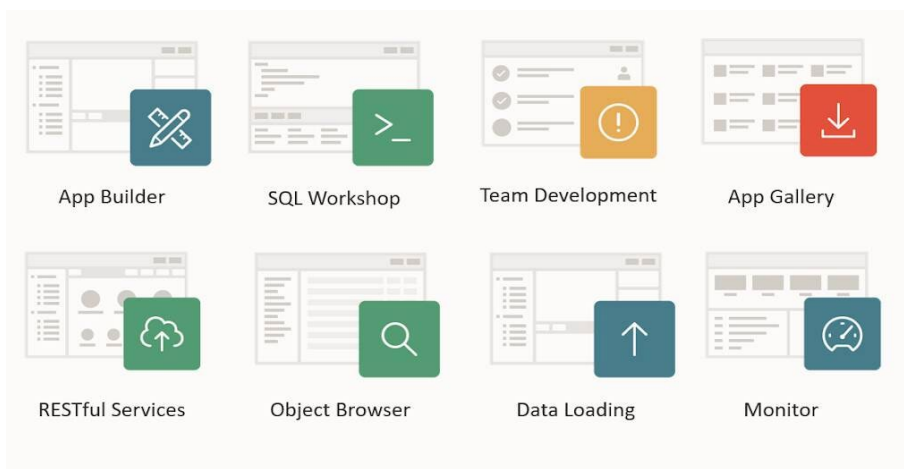 App Builder
SQL Workshop
Team Development
App Gallery
RESTful Services
Object Browser
Data Loading
Monitor